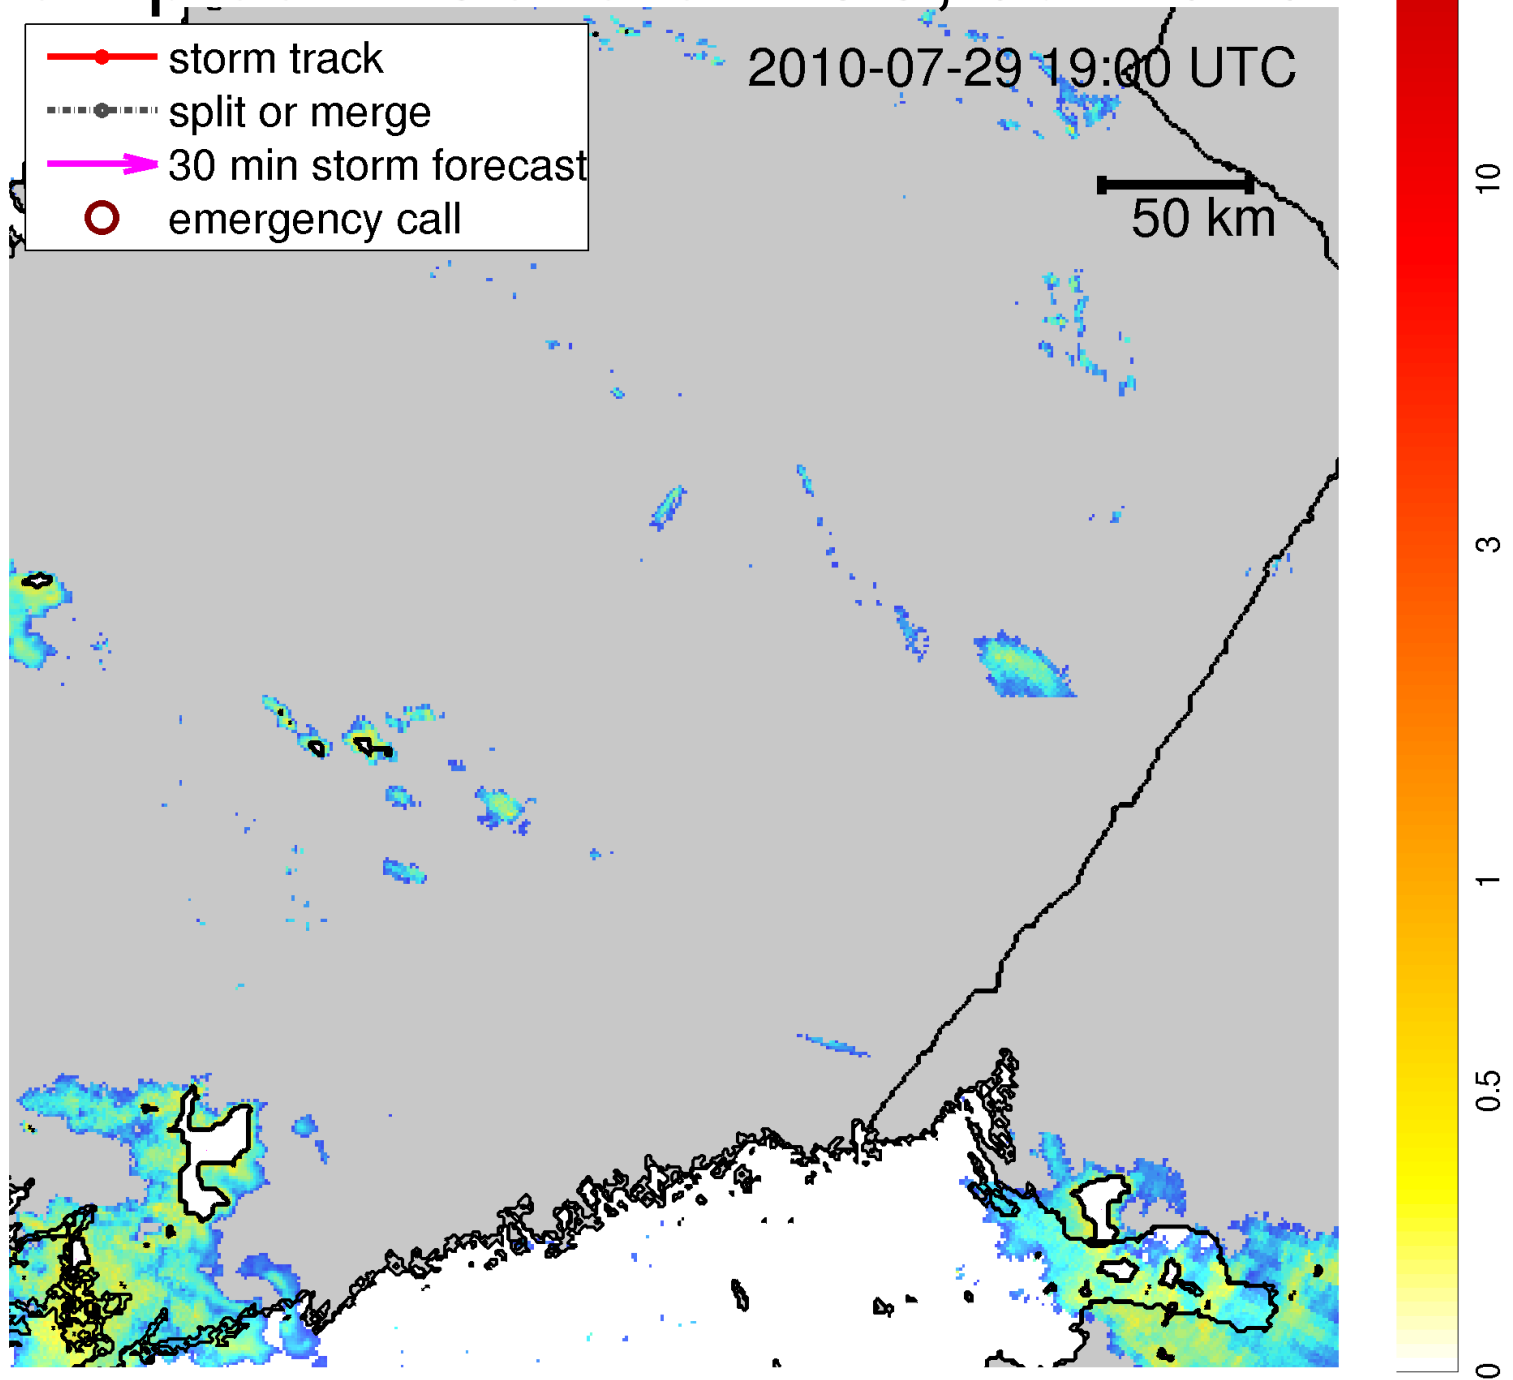 storm track
split or merge
30 min storm forecast
emergency call
2010-07-29 19:00 UTC
50 km
10
3
1
0.5
0